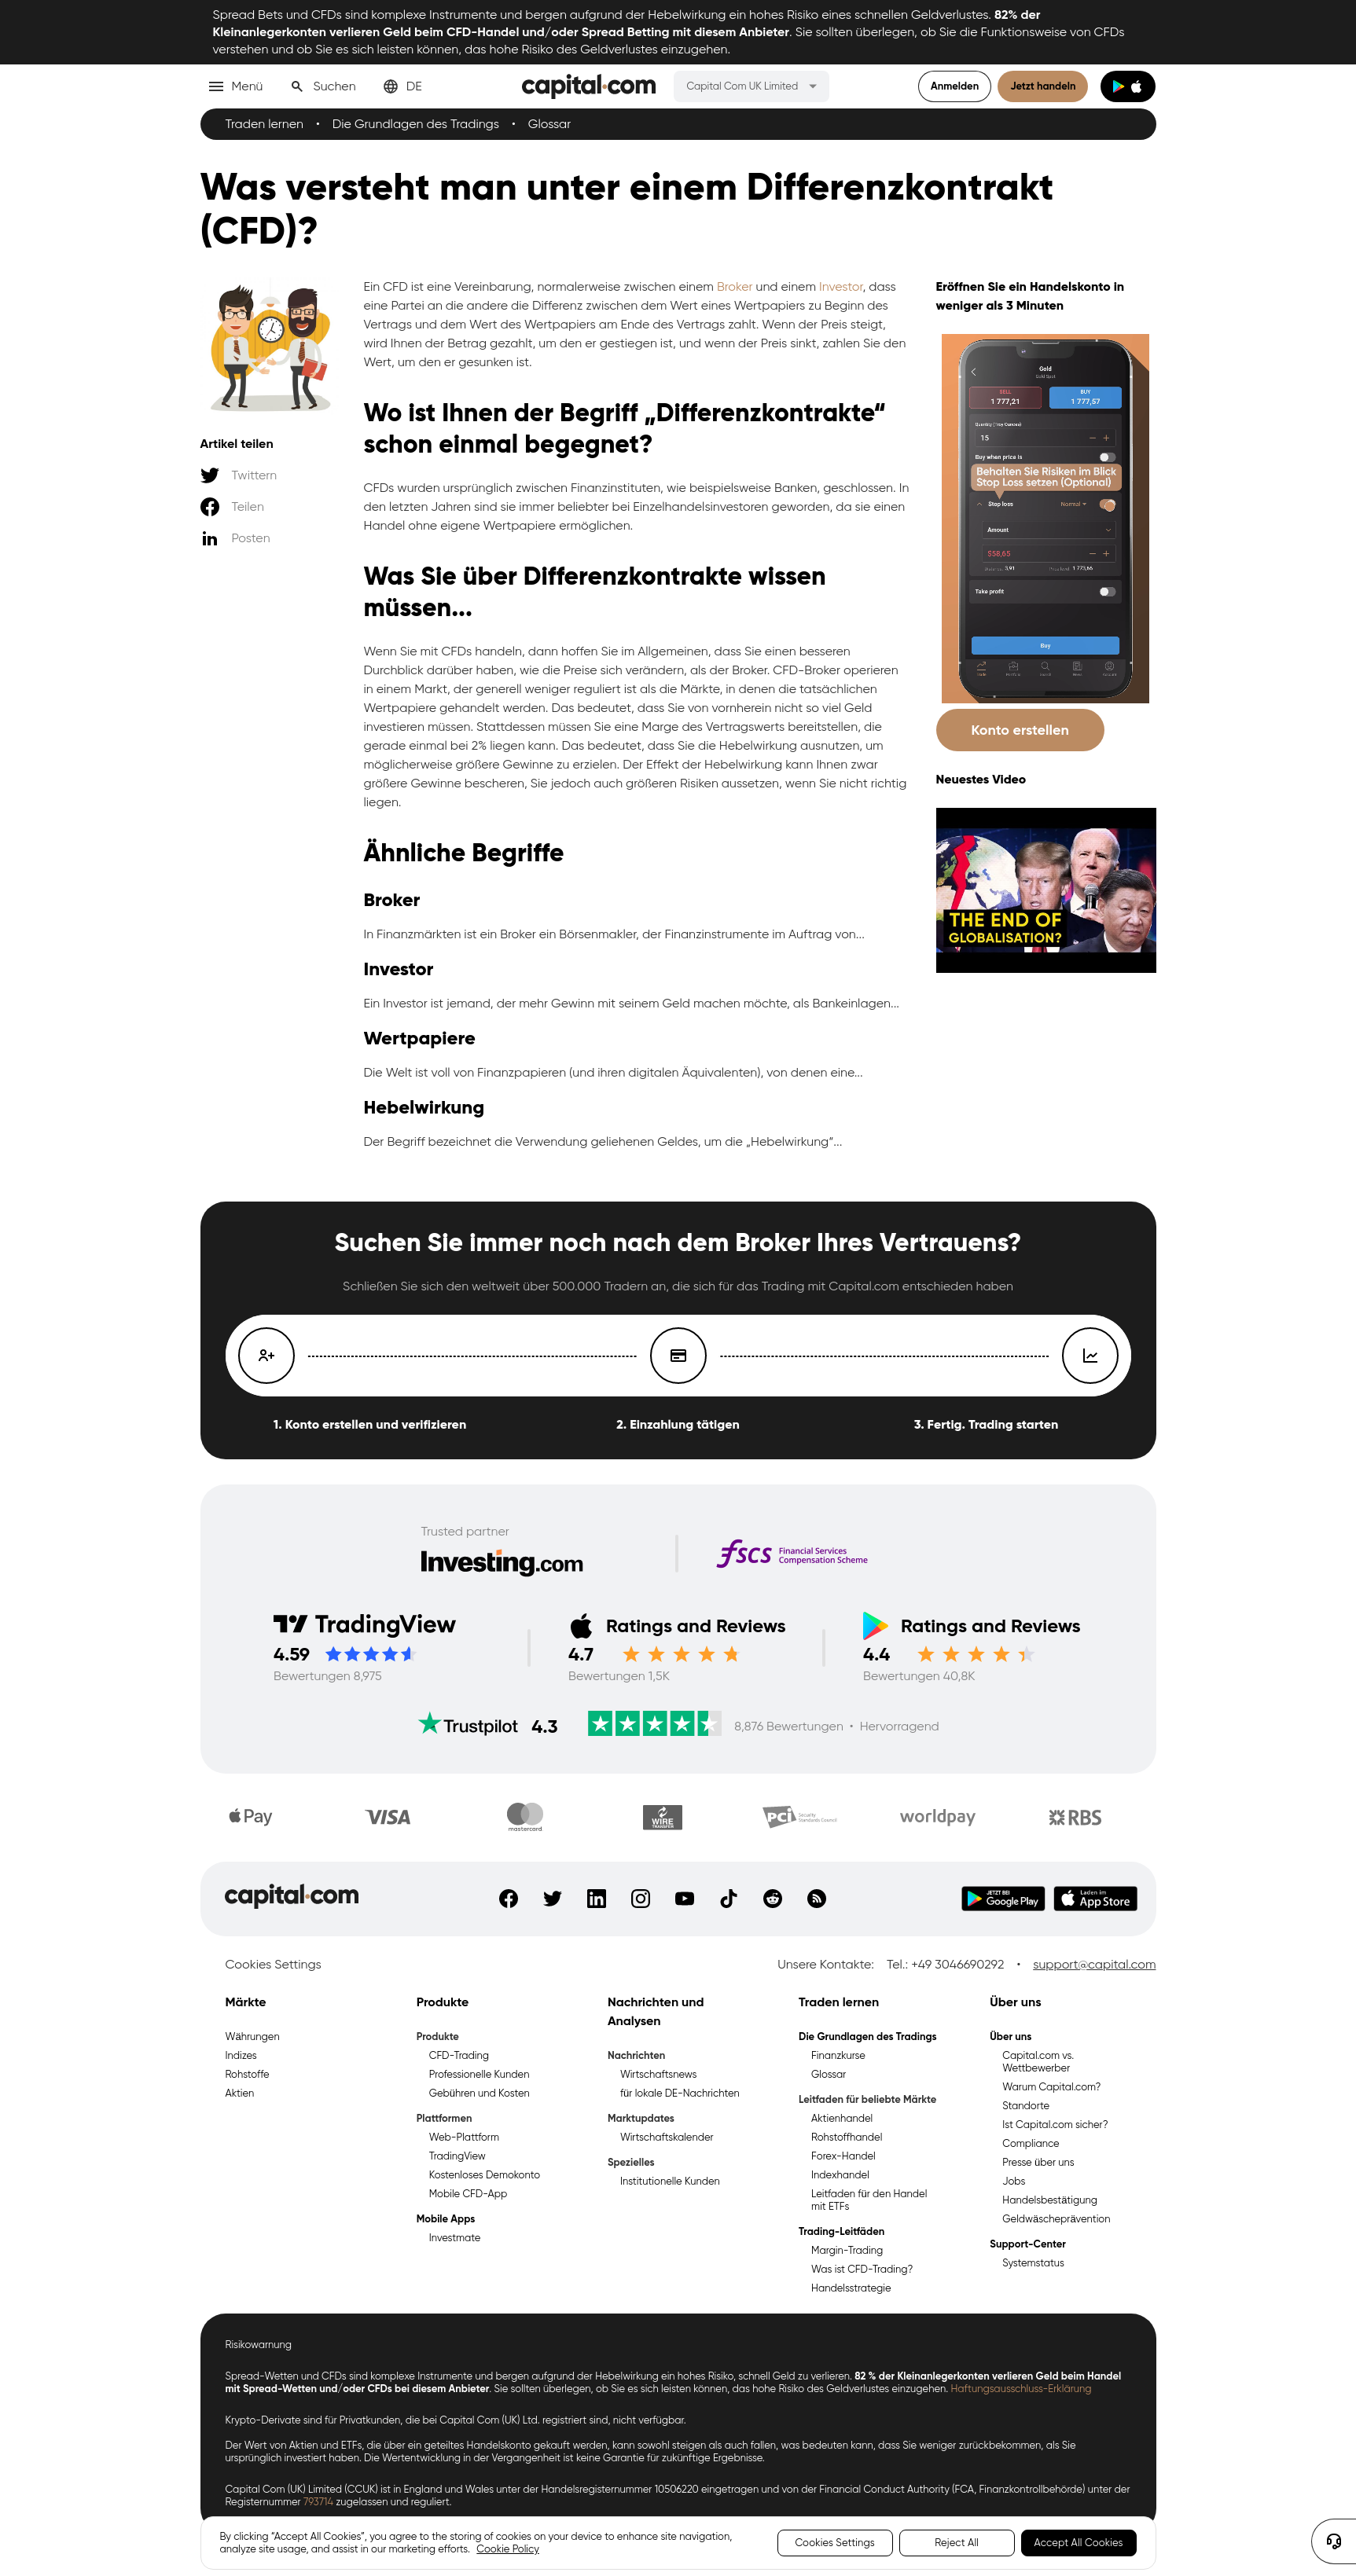 Spread Bets und CFDs sind komplexe Instrumente und bergen aufgrund der Hebelwirkung ein hohes Risiko eines schnellen Geldverlustes. 82% der
Kleinanlegerkonten verlieren Geld beim CFD-Handel und/oder Spread Betting mit diesem Anbieter. Sie sollten überlegen, ob Sie die Funktionsweise von CFDs
verstehen und ob Sie es sich leisten können, das hohe Risiko des Geldverlustes einzugehen.
Menü
Suchen
DE
capital.com
Capital Com UK Limited
Anmelden
Jetzt handeln
Traden lernen • Die Grundlagen des Tradings • Glossar
Was versteht man unter einem Differenzkontrakt
(CFD)?
Artikel teilen
Twittern
Teilen
Posten
Ein CFD ist eine Vereinbarung, normalerweise zwischen einem Broker und einem Investor, dass
eine Partei an die andere die Differenz zwischen dem Wert eines Wertpapiers zu Beginn des
Vertrags und dem Wert des Wertpapiers am Ende des Vertrags zahlt. Wenn der Preis steigt,
wird Ihnen der Betrag gezahlt, um den er gestiegen ist, und wenn der Preis sinkt, zahlen Sie den
Wert, um den er gesunken ist.
Wo ist Ihnen der Begriff „Differenzkontrakte“
schon einmal begegnet?
CFDs wurden ursprünglich zwischen Finanzinstituten, wie beispielsweise Banken, geschlossen. In
den letzten Jahren sind sie immer beliebter bei Einzelhandelsinvestoren geworden, da sie einen
Handel ohne eigene Wertpapiere ermöglichen.
Was Sie über Differenzkontrakte wissen
müssen...
Wenn Sie mit CFDs handeln, dann hoffen Sie im Allgemeinen, dass Sie einen besseren
Durchblick darüber haben, wie die Preise sich verändern, als der Broker. CFD-Broker operieren
in einem Markt, der generell weniger reguliert ist als die Märkte, in denen die tatsächlichen
Wertpapiere gehandelt werden. Das bedeutet, dass Sie von vornherein nicht so viel Geld
investieren müssen. Stattdessen müssen Sie eine Marge des Vertragswerts bereitstellen, die
gerade einmal bei 2% liegen kann. Das bedeutet, dass Sie die Hebelwirkung ausnutzen, um
möglicherweise größere Gewinne zu erzielen. Der Effekt der Hebelwirkung kann Ihnen zwar
größere Gewinne bescheren, Sie jedoch auch größeren Risiken aussetzen, wenn Sie nicht richtig
liegen.
Ähnliche Begriffe
Broker
In Finanzmärkten ist ein Broker ein Börsenmakler, der Finanzinstrumente im Auftrag von...
Investor
Ein Investor ist jemand, der mehr Gewinn mit seinem Geld machen möchte, als Bankeinlagen...
Wertpapiere
Die Welt ist voll von Finanzpapieren (und ihren digitalen Äquivalenten), von denen eine...
Hebelwirkung
Der Begriff bezeichnet die Verwendung geliehenen Geldes, um die „Hebelwirkung“...
Eröffnen Sie ein Handelskonto in
weniger als 3 Minuten
Gold
SELL
1 777,21
BUY
1 777,57
15
Buy when price is
Behalten Sie Risiken im Blick
Stop Loss setzen (Optional)
Stop loss
Normal
Amount
$58,65
3,91
1 773,66
Take profit
Buy
Konto erstellen
Neuestes Video
THE END OF
GLOBALISATION?
Suchen Sie immer noch nach dem Broker Ihres Vertrauens?
Schließen Sie sich den weltweit über 500.000 Tradern an, die sich für das Trading mit Capital.com entschieden haben
1. Konto erstellen und verifizieren
2. Einzahlung tätigen
3. Fertig. Trading starten
Trusted partner
Investing.com
fscs Financial Services
Compensation Scheme
TradingView
4.59
Bewertungen 8,975
Ratings and Reviews
4.7
Bewertungen 1,5K
Ratings and Reviews
4.4
Bewertungen 40,8K
Trustpilot 4.3
8,876 Bewertungen • Hervorragend
Pay
VISA
mastercard
WIRE
TRANSFER
PCI Security
Standards Council
worldpay
RBS
capital.com
JETZT BEI
Google Play
Laden im
App Store
Cookies Settings
Unsere Kontakte: Tel.: +49 3046690292 • support@capital.com
Märkte
Währungen
Indizes
Rohstoffe
Aktien
Produkte
Produkte
CFD-Trading
Professionelle Kunden
Gebühren und Kosten
Plattformen
Web-Plattform
TradingView
Kostenloses Demokonto
Mobile CFD-App
Mobile Apps
Investmate
Nachrichten und
Analysen
Nachrichten
Wirtschaftsnews
für lokale DE-Nachrichten
Marktupdates
Wirtschaftskalender
Spezielles
Institutionelle Kunden
Traden lernen
Die Grundlagen des Tradings
Finanzkurse
Glossar
Leitfaden für beliebte Märkte
Aktienhandel
Rohstoffhandel
Forex-Handel
Indexhandel
Leitfaden für den Handel
mit ETFs
Trading-Leitfäden
Margin-Trading
Was ist CFD-Trading?
Handelsstrategie
Über uns
Über uns
Capital.com vs.
Wettbewerber
Warum Capital.com?
Standorte
Ist Capital.com sicher?
Compliance
Presse über uns
Jobs
Handelsbestätigung
Geldwäscheprävention
Support-Center
Systemstatus
Risikowarnung
Spread-Wetten und CFDs sind komplexe Instrumente und bergen aufgrund der Hebelwirkung ein hohes Risiko, schnell Geld zu verlieren. 82 % der Kleinanlegerkonten verlieren Geld beim Handel
mit Spread-Wetten und/oder CFDs bei diesem Anbieter. Sie sollten überlegen, ob Sie es sich leisten können, das hohe Risiko des Geldverlustes einzugehen. Haftungsausschluss-Erklärung
Krypto-Derivate sind für Privatkunden, die bei Capital Com (UK) Ltd. registriert sind, nicht verfügbar.
Der Wert von Aktien und ETFs, die über ein geteiltes Handelskonto gekauft werden, kann sowohl steigen als auch fallen, was bedeuten kann, dass Sie weniger zurückbekommen, als Sie
ursprünglich investiert haben. Die Wertentwicklung in der Vergangenheit ist keine Garantie für zukünftige Ergebnisse.
Capital Com (UK) Limited (CCUK) ist in England und Wales unter der Handelsregisternummer 10506220 eingetragen und von der Financial Conduct Authority (FCA, Finanzkontrollbehörde) unter der
Registernummer 793714 zugelassen und reguliert.
By clicking “Accept All Cookies”, you agree to the storing of cookies on your device to enhance site navigation,
analyze site usage, and assist in our marketing efforts. Cookie Policy
Cookies Settings
Reject All
Accept All Cookies